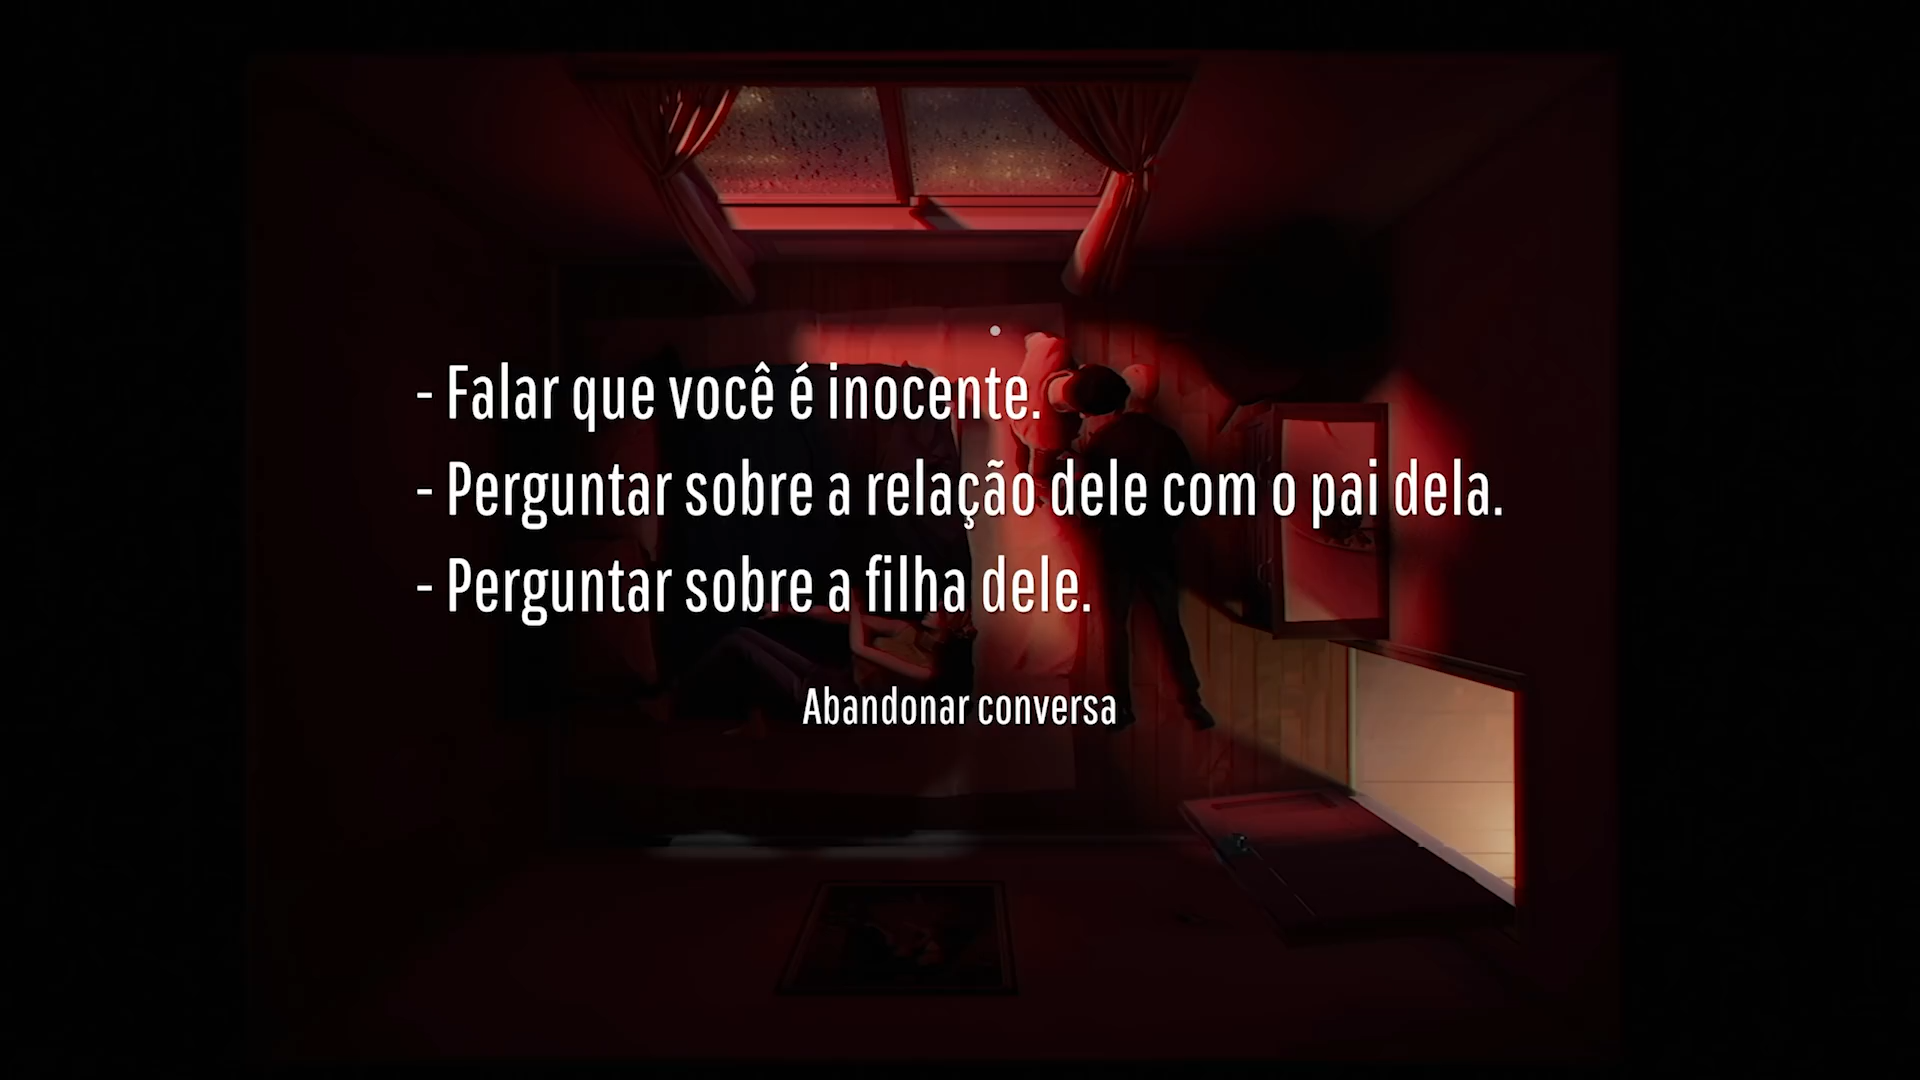 - Falar que você é inocente.
- Perguntar sobre a relação dele com o pai dela.
- Perguntar sobre a filha dele.
Abandonar conversa